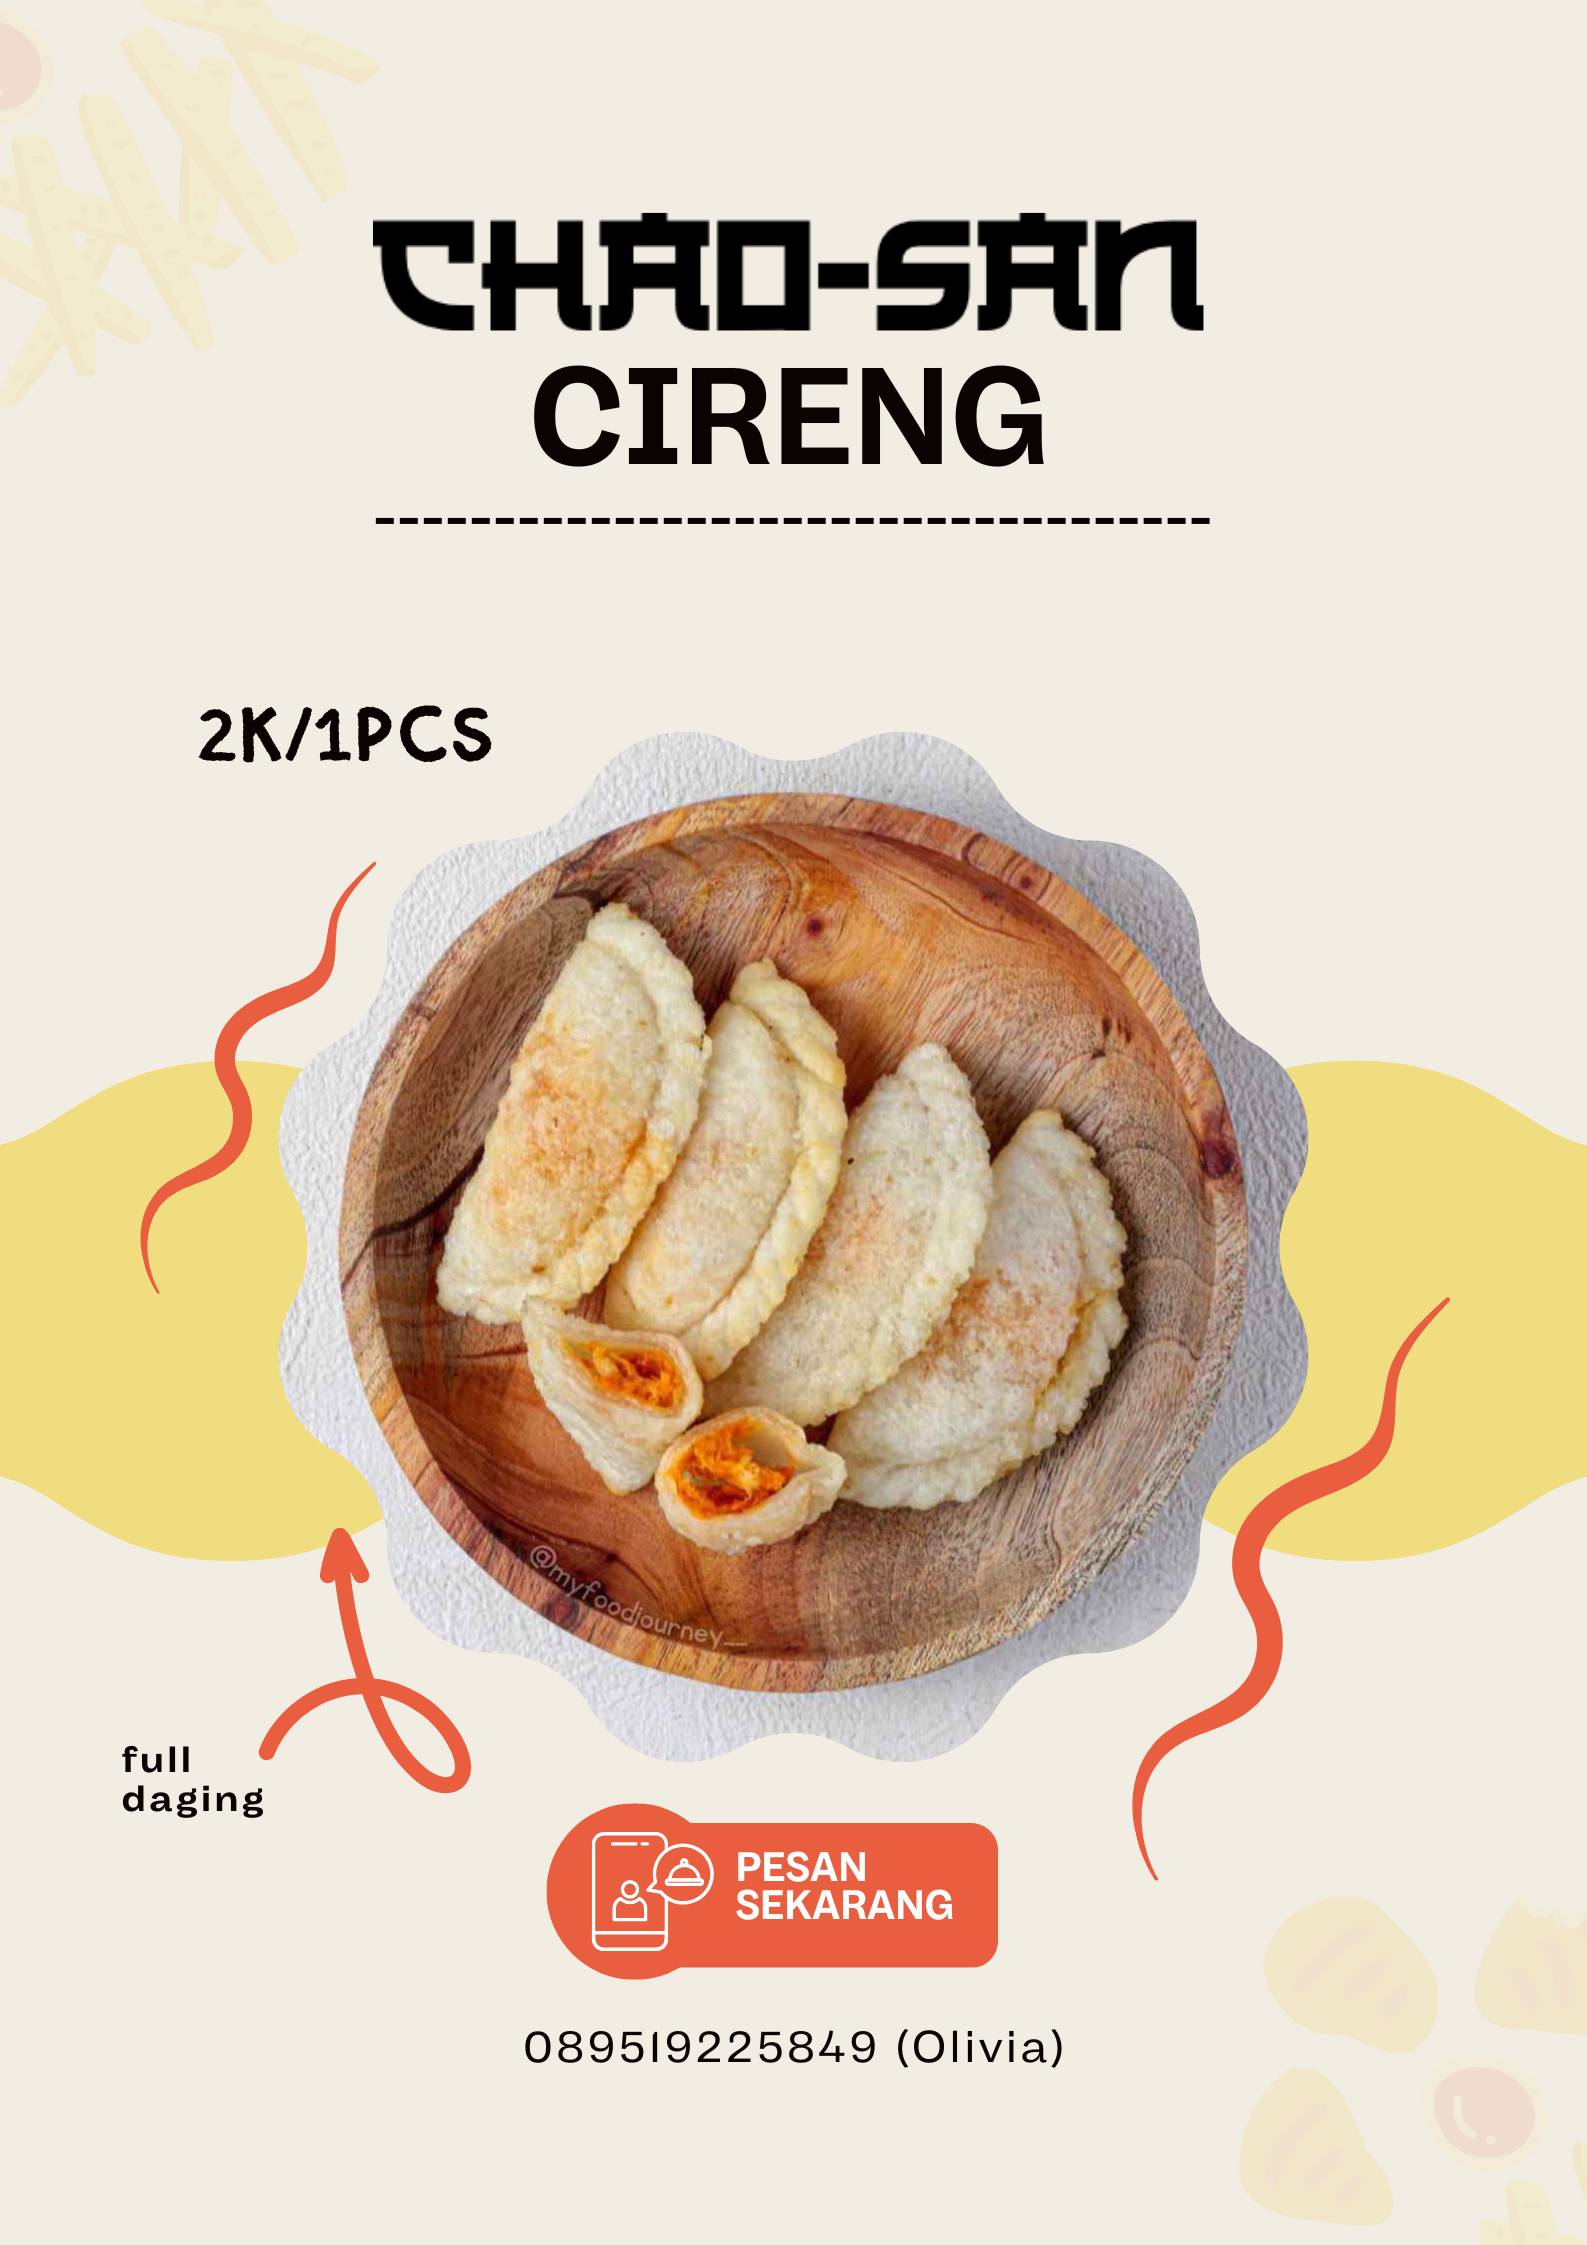 CHAO-SAN
CIRENG
-----------------------------------
2K/1PCS
@myfoodjourney__
full
daging
PESAN
SEKARANG
089519225849 (Olivia)